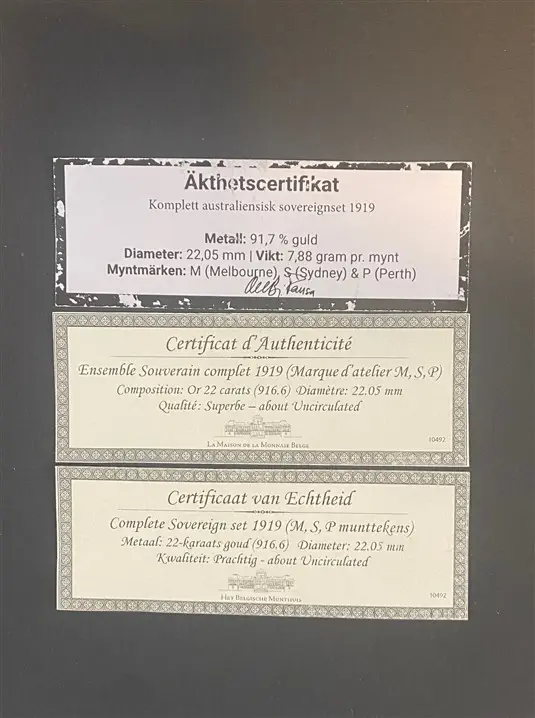 Äkthetscertifikat
Komplett australiensisk sovereignset 1919
Metall: 91,7 % guld
Diameter: 22,05 mm | Vikt: 7,88 gram pr. mynt
Myntmärken: M (Melbourne), S (Sydney) & P (Perth)
Certificat d'Authenticité
Ensemble Souverain complet 1919 (Marque d'atelier M, S, P)
Composition: Or 22 carats (916.6) Diamètre: 22.05 mm
Qualité: Superbe – about Uncirculated
La Maison de la Monnaie Belge
10492
Certificaat van Echtheid
Complete Sovereign set 1919 (M, S, P munttekens)
Metaal: 22-karaats goud (916.6) Diameter: 22.05 mm
Kwaliteit: Prachtig - about Uncirculated
Het Belgische Munthuis
10492